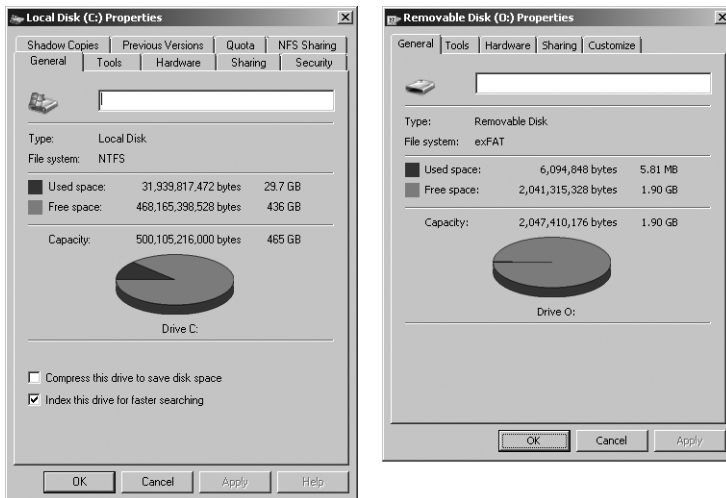 Local Disk (C:) Properties
Shadow Copies Previous Versions Quota NFS Sharing
General Tools Hardware Sharing Security
Type: Local Disk
File system: NTFS
Used space: 31,939,817,472 bytes 29.7 GB
Free space: 468,165,398,528 bytes 436 GB
Capacity: 500,105,216,000 bytes 465 GB
Drive C:
Compress this drive to save disk space
Index this drive for faster searching
OK Cancel Apply Help
Removable Disk (O:) Properties
General Tools Hardware Sharing Customize
Type: Removable Disk
File system: exFAT
Used space: 6,094,848 bytes 5.81 MB
Free space: 2,041,315,328 bytes 1.90 GB
Capacity: 2,047,410,176 bytes 1.90 GB
Drive O:
OK Cancel Apply